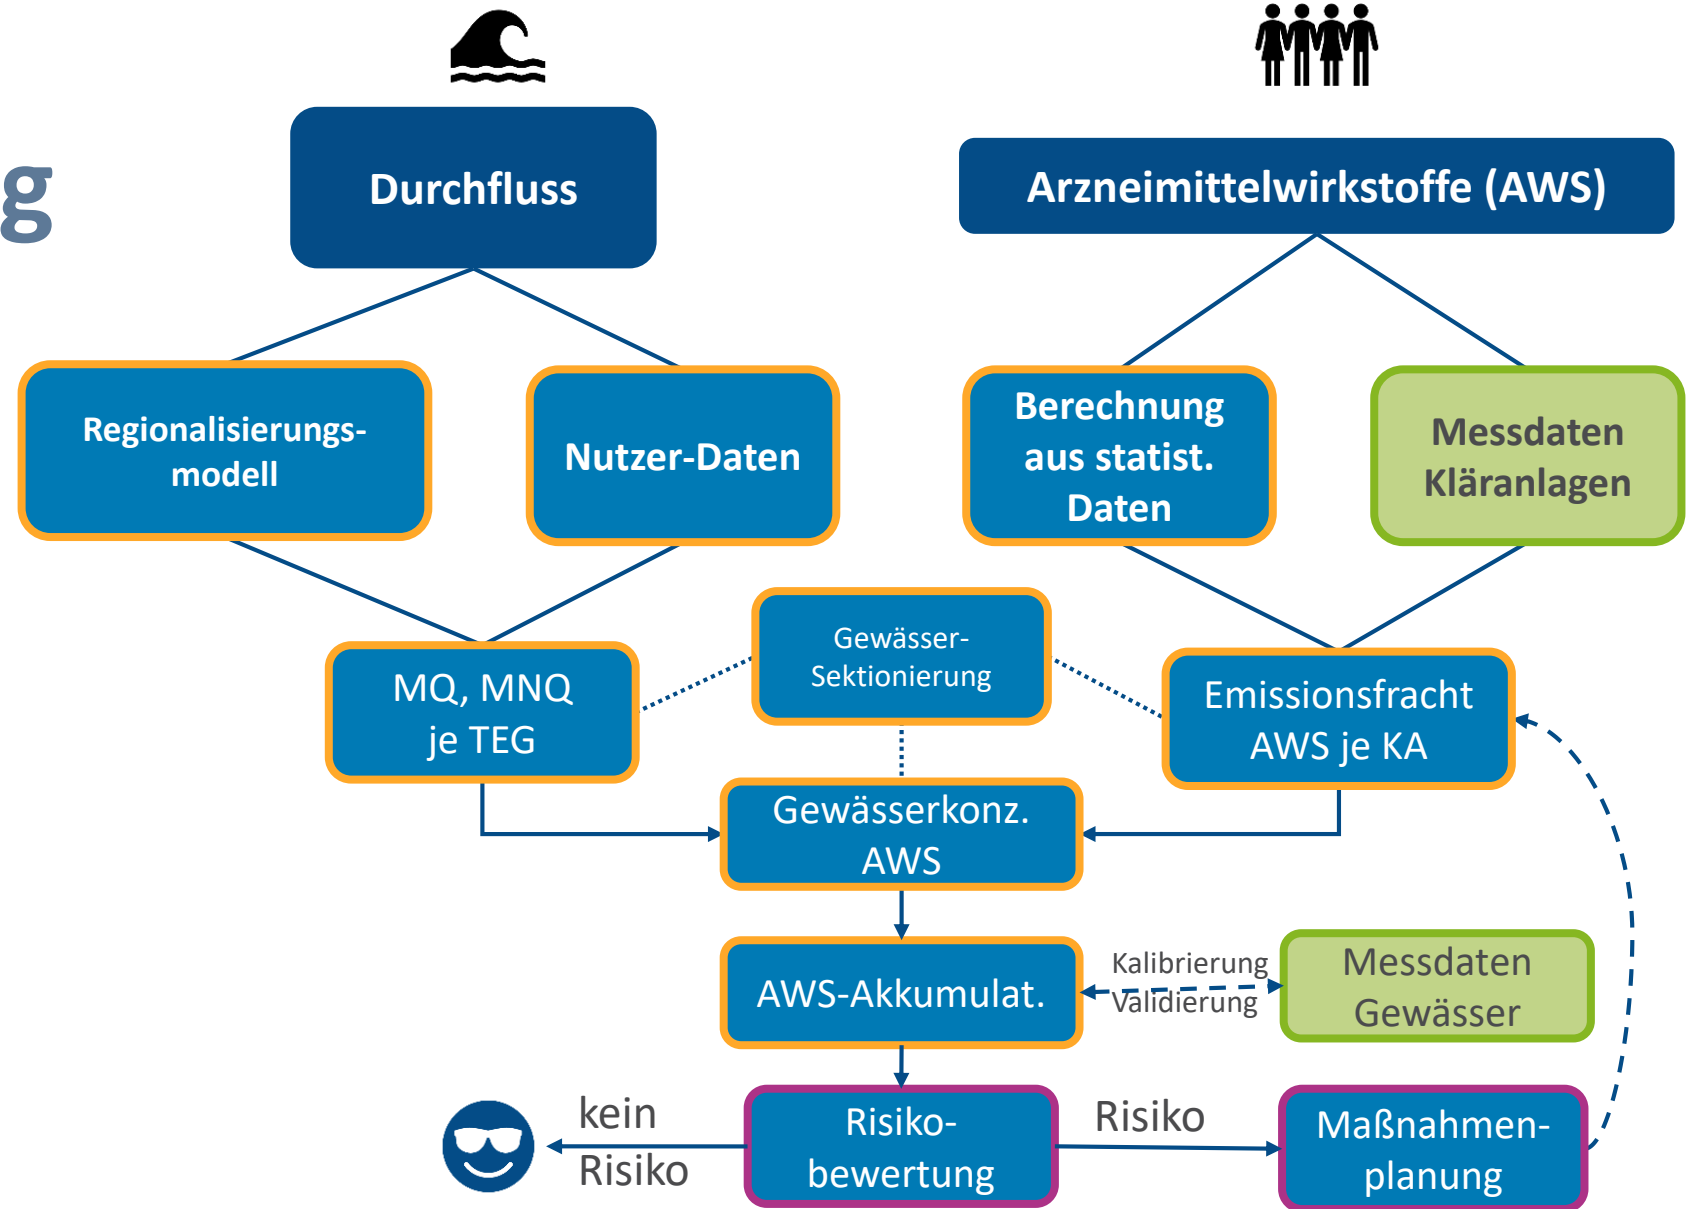 g
Durchfluss
Arzneimittelwirkstoffe (AWS)
Regionalisierungs-
modell
Nutzer-Daten
Berechnung
aus statist.
Daten
Messdaten
Kläranlagen
MQ, MNQ
je TEG
Gewässer-
Sektionierung
Emissionsfracht
AWS je KA
Gewässerkonz.
AWS
AWS-Akkumulat.
Kalibrierung
Validierung
Messdaten
Gewässer
kein
Risiko
Risiko-
bewertung
Risiko
Maßnahmen-
planung